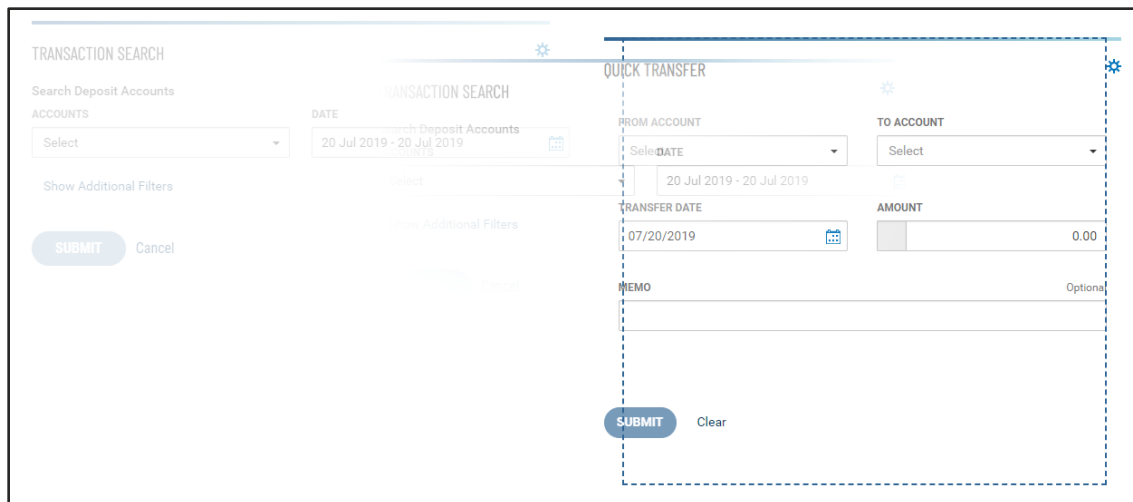 TRANSACTION SEARCH
Search Deposit Accounts
ACCOUNTS
DATE
Select
20 Jul 2019 - 20 Jul 2019
Show Additional Filters
SUBMIT
Cancel
TRANSACTION SEARCH
Search Deposit Accounts
ACCOUNTS
DATE
Select
20 Jul 2019 - 20 Jul 2019
Show Additional Filters
Cancel
QUICK TRANSFER
FROM ACCOUNT
TO ACCOUNT
Select
Select
TRANSFER DATE
AMOUNT
07/20/2019
0.00
MEMO
Optional
SUBMIT
Clear